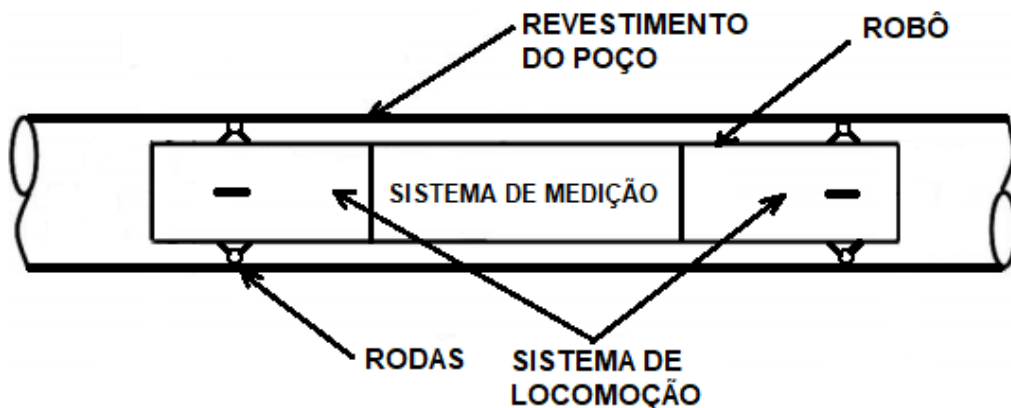 REVESTIMENTO
DO POÇO
ROBÔ
SISTEMA DE MEDIÇÃO
RODAS
SISTEMA DE
LOCOMOÇÃO